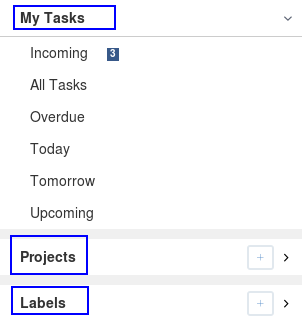 My Tasks
Incoming 3
All Tasks
Overdue
Today
Tomorrow
Upcoming
Projects +
Labels +